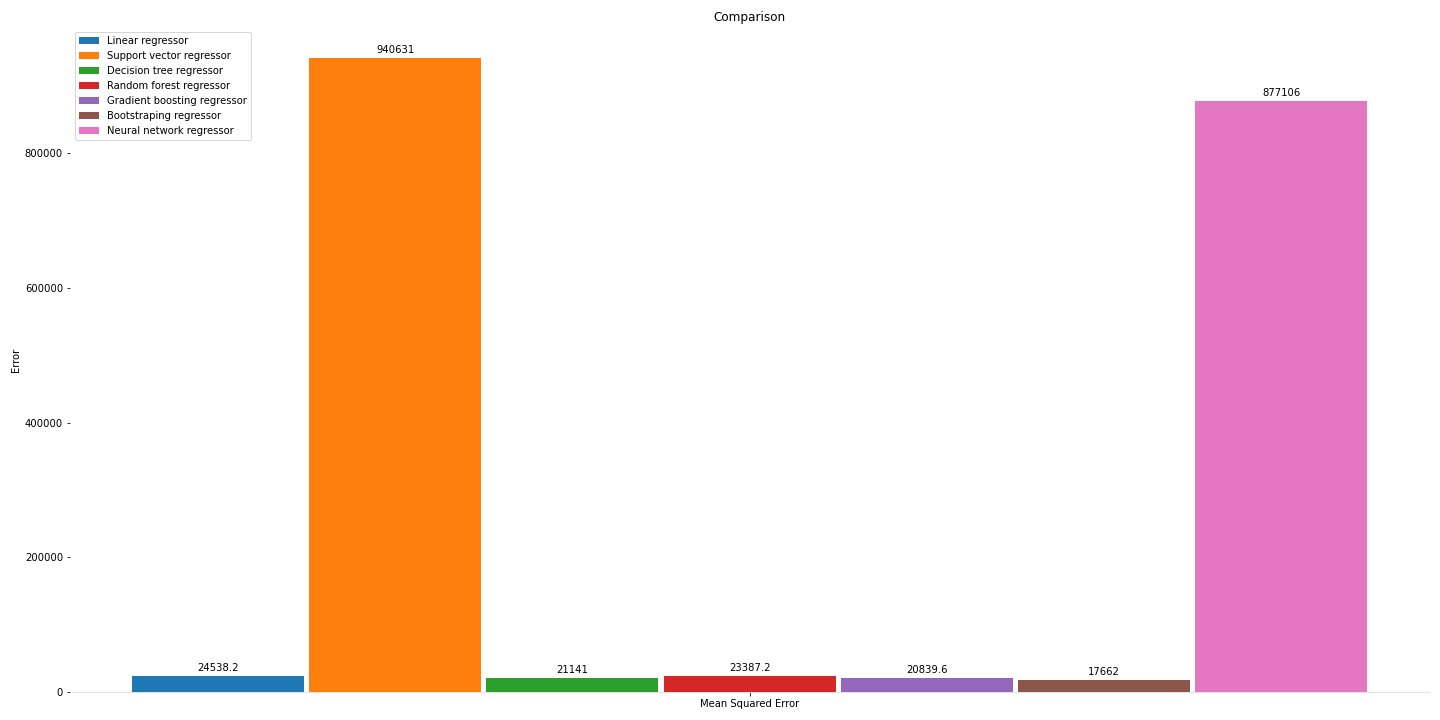 Comparison
Linear regressor
Support vector regressor
Decision tree regressor
Random forest regressor
Gradient boosting regressor
Bootstraping regressor
Neural network regressor
940631
877106
800000
600000
Error
400000
200000
24538.2
21141
23387.2
20839.6
17662
0
Mean Squared Error